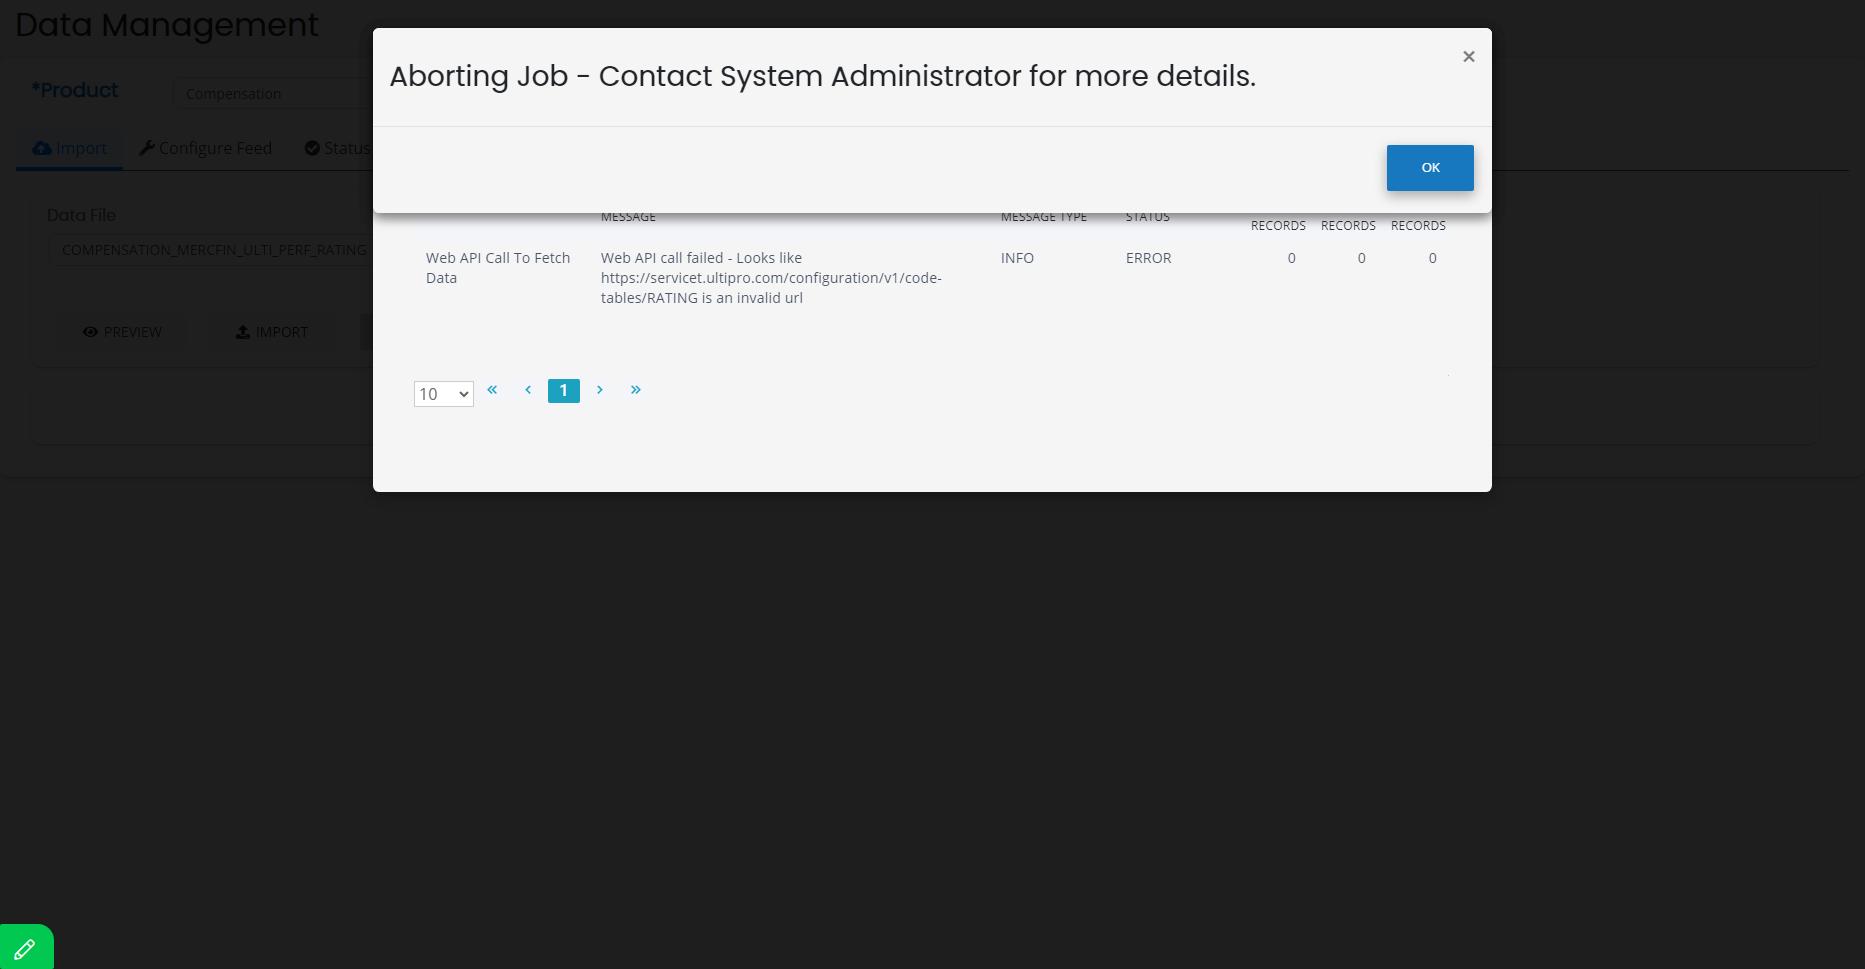 Data Management
Aborting Job - Contact System Administrator for more details.
×
*Product
Compensation
Import
Configure Feed
Status
OK
Data File
COMPENSATION_MERCFIN_ULTI_PERF_RATING
MESSAGE
MESSAGE TYPE
STATUS
RECORDS
RECORDS
RECORDS
Web API Call To Fetch
Data
Web API call failed - Looks like
https://servicet.ultipro.com/configuration/v1/code-
tables/RATING is an invalid url
INFO
ERROR
0
0
0
PREVIEW
IMPORT
10
«
‹
1
›
»